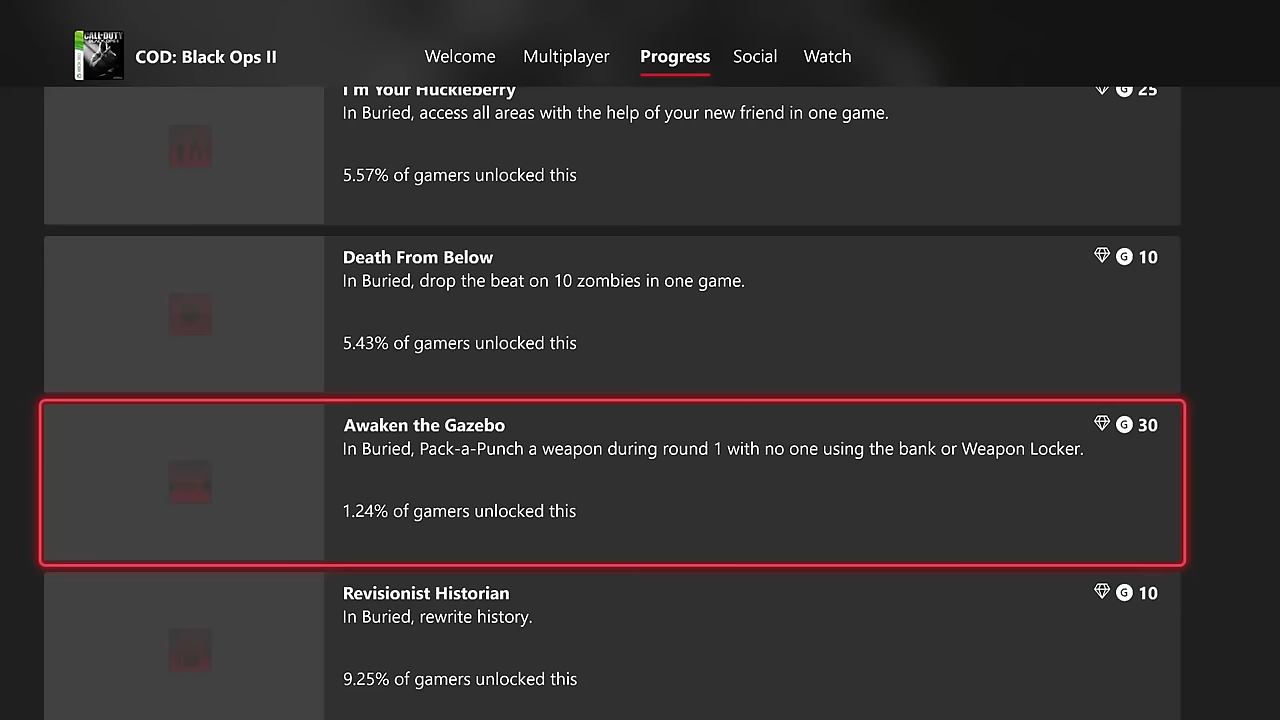 CALL OF DUTY
COD: Black Ops II
Welcome
Multiplayer
Progress
Social
Watch
I'm Your Huckleberry
G 25
In Buried, access all areas with the help of your new friend in one game.
5.57% of gamers unlocked this
Death From Below
G 10
In Buried, drop the beat on 10 zombies in one game.
5.43% of gamers unlocked this
Awaken the Gazebo
G 30
In Buried, Pack-a-Punch a weapon during round 1 with no one using the bank or Weapon Locker.
1.24% of gamers unlocked this
Revisionist Historian
G 10
In Buried, rewrite history.
9.25% of gamers unlocked this